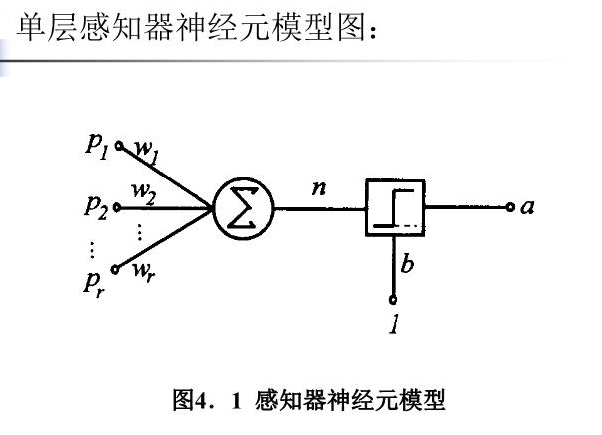 单层感知器神经元模型图：
p1 w1
p2 w2 Σ n a
⋮ ⋮
pr wr b
1
图4．1 感知器神经元模型